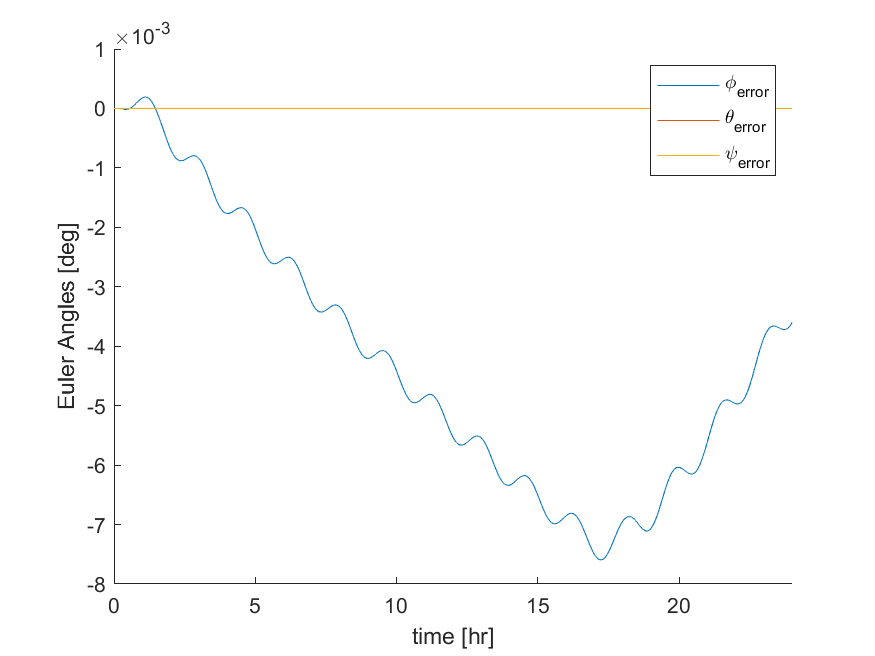 ×10-3
1
0
-1
-2
-3
-4
-5
-6
-7
-8
Euler Angles [deg]
0 5 10 15 20
time [hr]
ϕerror
θerror
ψerror